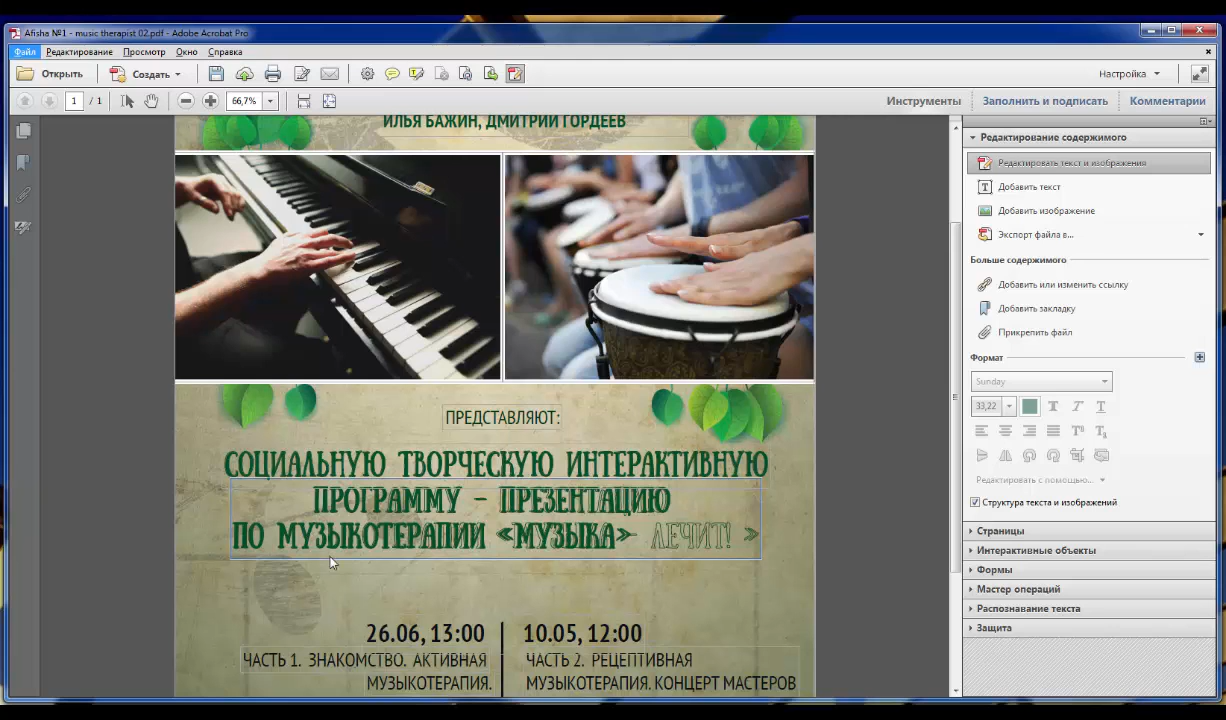 Afisha №1 - music therapist 02.pdf - Adobe Acrobat Pro
Файл Редактирование Просмотр Окно Справка
Открыть Создать Настройка
1 / 1 66,7% Инструменты Заполнить и подписать Комментарии
ИЛЬЯ БАЖИН, ДМИТРИЙ ГОРДЕЕВ
ПРЕДСТАВЛЯЮТ:
СОЦИАЛЬНУЮ ТВОРЧЕСКУЮ ИНТЕРАКТИВНУЮ
ПРОГРАММУ – ПРЕЗЕНТАЦИЮ
ПО МУЗЫКОТЕРАПИИ «МУЗЫКА» ЛЕЧИТ! »
26.06, 13:00
ЧАСТЬ 1. ЗНАКОМСТВО. АКТИВНАЯ
МУЗЫКОТЕРАПИЯ.
10.05, 12:00
ЧАСТЬ 2. РЕЦЕПТИВНАЯ
МУЗЫКОТЕРАПИЯ. КОНЦЕРТ МАСТЕРОВ
Редактирование содержимого
Редактировать текст и изображения
Добавить текст
Добавить изображение
Экспорт файла в...
Больше содержимого
Добавить или изменить ссылку
Добавить закладку
Прикрепить файл
Формат
Sunday
33,22
Редактировать с помощью...
Структура текста и изображений
Страницы
Интерактивные объекты
Формы
Мастер операций
Распознавание текста
Защита